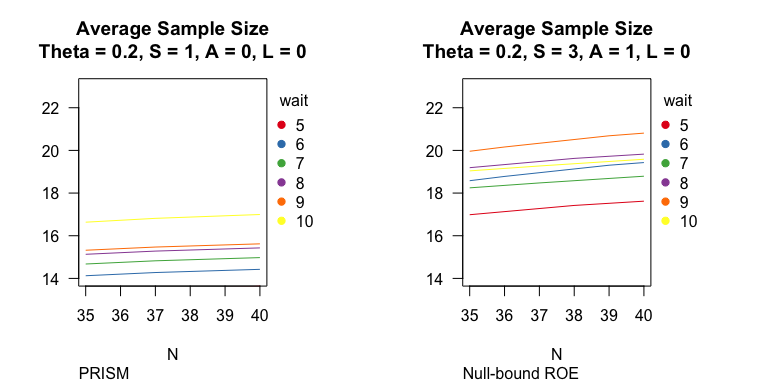 Average Sample Size
Theta = 0.2, S = 1, A = 0, L = 0
22
20
18
16
14
35 36 37 38 39 40
N
PRISM
wait
5
6
7
8
9
10
Average Sample Size
Theta = 0.2, S = 3, A = 1, L = 0
22
20
18
16
14
35 36 37 38 39 40
N
Null-bound ROE
wait
5
6
7
8
9
10